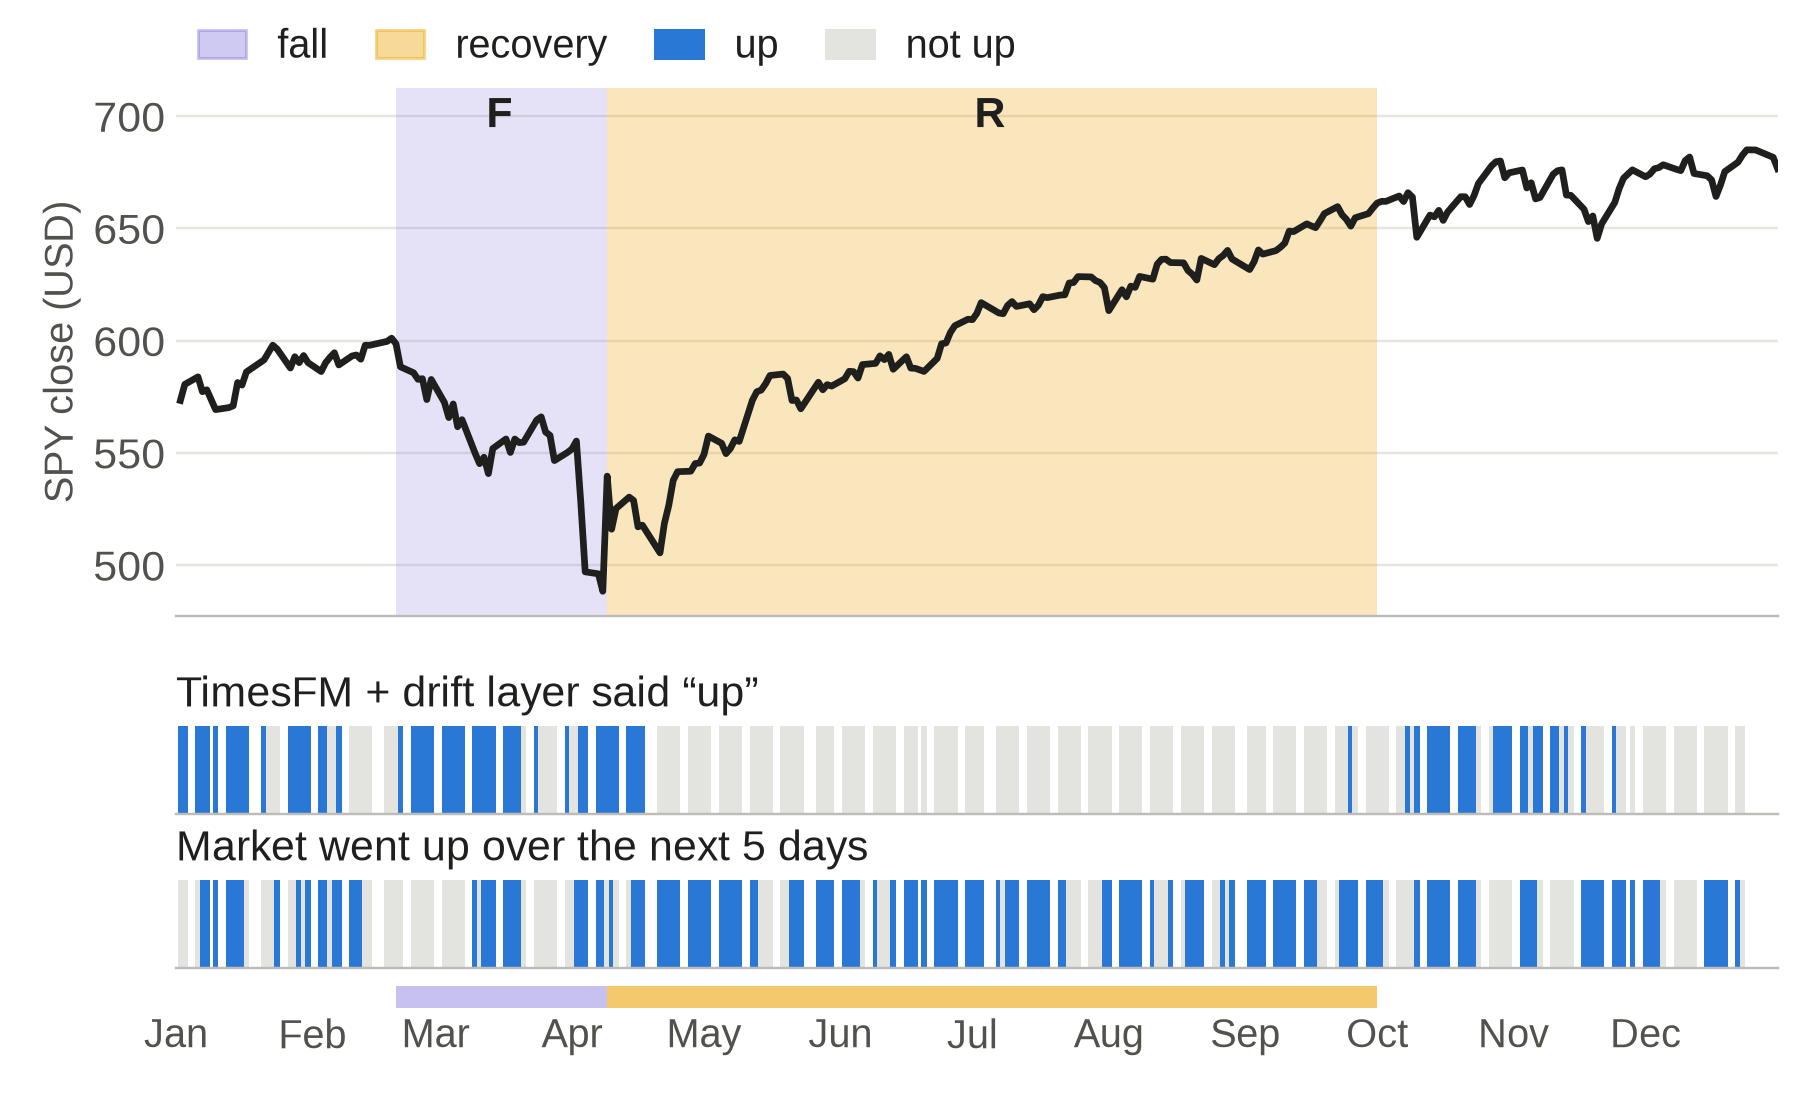 fall recovery up not up
F R
700
650
600
550
500
SPY close (USD)
TimesFM + drift layer said “up”
Market went up over the next 5 days
Jan Feb Mar Apr May Jun Jul Aug Sep Oct Nov Dec